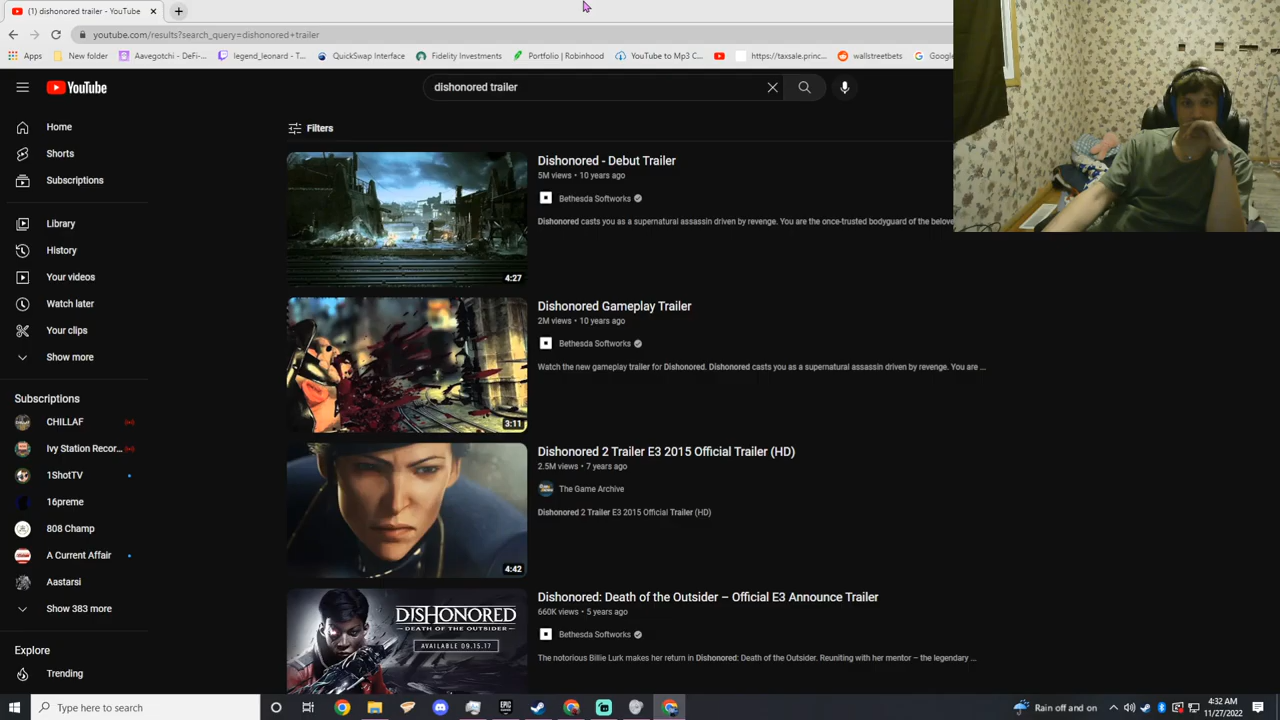 (1) dishonored trailer - YouTube
youtube.com/results?search_query=dishonored+trailer
Apps
New folder
Aavegotchi - DeFi-...
legend_leonard - T...
QuickSwap Interface
Fidelity Investments
Portfolio | Robinhood
YouTube to Mp3 C...
https://taxsale.princ...
wallstreetbets
Goog
YouTube
dishonored trailer
Home
Shorts
Subscriptions
Library
History
Your videos
Watch later
Your clips
Show more
Subscriptions
CHILLAF
Ivy Station Recor...
1ShotTV
16preme
808 Champ
A Current Affair
Aastarsi
Show 383 more
Explore
Trending
Filters
4:27
Dishonored - Debut Trailer
5M views • 10 years ago
Bethesda Softworks
Dishonored casts you as a supernatural assassin driven by revenge. You are the once-trusted bodyguard of the belove
3:11
Dishonored Gameplay Trailer
2M views • 10 years ago
Bethesda Softworks
Watch the new gameplay trailer for Dishonored. Dishonored casts you as a supernatural assassin driven by revenge. You are ...
4:42
Dishonored 2 Trailer E3 2015 Official Trailer (HD)
2.5M views • 7 years ago
The Game Archive
Dishonored 2 Trailer E3 2015 Official Trailer (HD)
DISHONORED
DEATH OF THE OUTSIDER
AVAILABLE 09.15.17
Dishonored: Death of the Outsider – Official E3 Announce Trailer
660K views • 5 years ago
Bethesda Softworks
The notorious Billie Lurk makes her return in Dishonored: Death of the Outsider. Reuniting with her mentor – the legendary ...
Type here to search
EPIC
Rain off and on
4:32 AM
11/27/2022